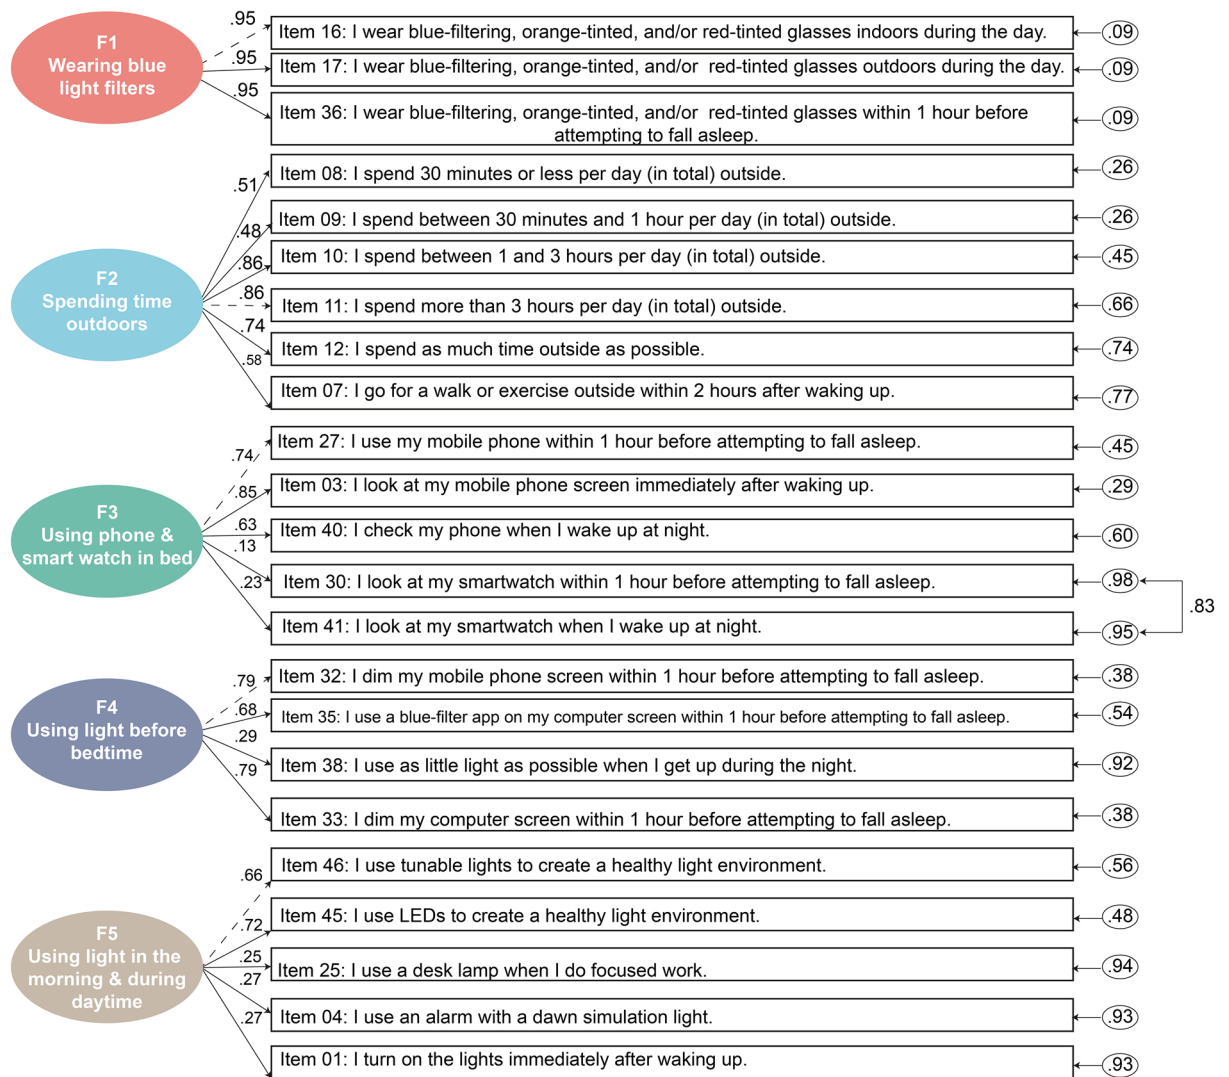 F1
Wearing blue
light filters
.95
.95
.95
Item 16: I wear blue-filtering, orange-tinted, and/or red-tinted glasses indoors during the day.
.09
Item 17: I wear blue-filtering, orange-tinted, and/or red-tinted glasses outdoors during the day.
.09
Item 36: I wear blue-filtering, orange-tinted, and/or red-tinted glasses within 1 hour before
attempting to fall asleep.
.09
F2
Spending time
outdoors
.51
.48
.86
.86
.74
.58
Item 08: I spend 30 minutes or less per day (in total) outside.
.26
Item 09: I spend between 30 minutes and 1 hour per day (in total) outside.
.26
Item 10: I spend between 1 and 3 hours per day (in total) outside.
.45
Item 11: I spend more than 3 hours per day (in total) outside.
.66
Item 12: I spend as much time outside as possible.
.74
Item 07: I go for a walk or exercise outside within 2 hours after waking up.
.77
F3
Using phone &
smart watch in bed
.74
.85
.63
.13
.23
Item 27: I use my mobile phone within 1 hour before attempting to fall asleep.
.45
Item 03: I look at my mobile phone screen immediately after waking up.
.29
Item 40: I check my phone when I wake up at night.
.60
Item 30: I look at my smartwatch within 1 hour before attempting to fall asleep.
.98
Item 41: I look at my smartwatch when I wake up at night.
.95
.83
F4
Using light before
bedtime
.79
.68
.29
.79
Item 32: I dim my mobile phone screen within 1 hour before attempting to fall asleep.
.38
Item 35: I use a blue-filter app on my computer screen within 1 hour before attempting to fall asleep.
.54
Item 38: I use as little light as possible when I get up during the night.
.92
Item 33: I dim my computer screen within 1 hour before attempting to fall asleep.
.38
F5
Using light in the
morning & during
daytime
.66
.72
.25
.27
.27
Item 46: I use tunable lights to create a healthy light environment.
.56
Item 45: I use LEDs to create a healthy light environment.
.48
Item 25: I use a desk lamp when I do focused work.
.94
Item 04: I use an alarm with a dawn simulation light.
.93
Item 01: I turn on the lights immediately after waking up.
.93